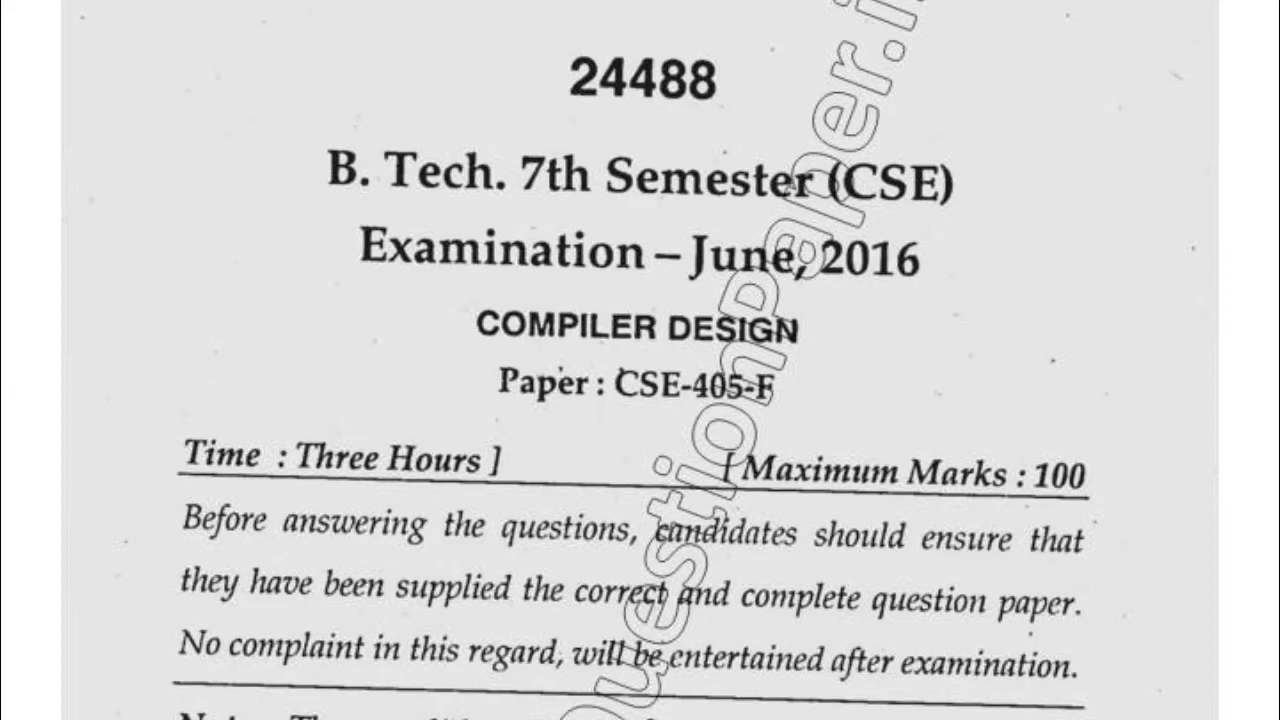 24488
B. Tech. 7th Semester (CSE)
Examination – June, 2016
COMPILER DESIGN
Paper : CSE-405-F
Time : Three Hours ] [ Maximum Marks : 100
Before answering the questions, candidates should ensure that
they have been supplied the correct and complete question paper.
No complaint in this regard, will be entertained after examination.